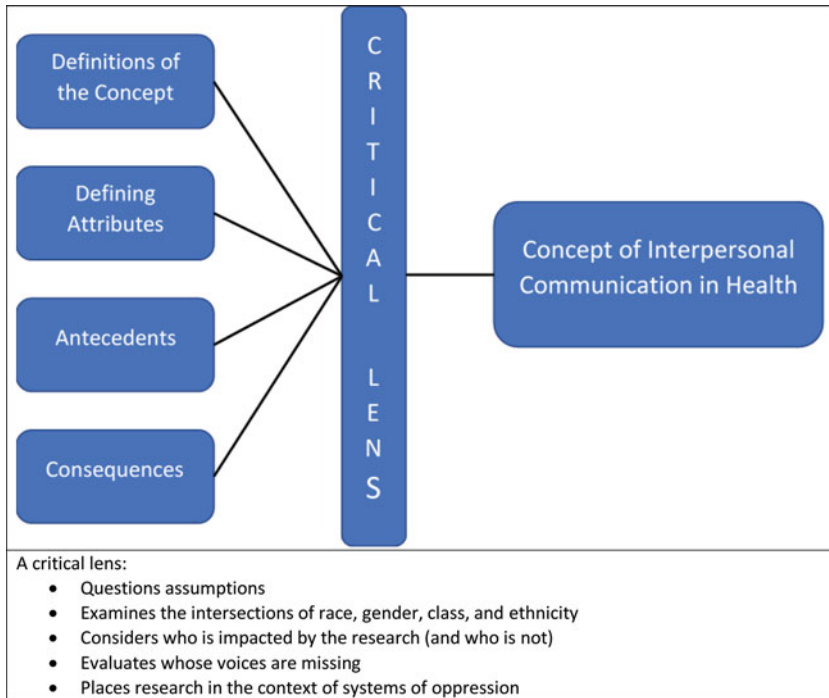 Definitions of
the Concept
Defining
Attributes
Antecedents
Consequences
CRITICAL LENS
Concept of Interpersonal
Communication in Health
A critical lens:
• Questions assumptions
• Examines the intersections of race, gender, class, and ethnicity
• Considers who is impacted by the research (and who is not)
• Evaluates whose voices are missing
• Places research in the context of systems of oppression